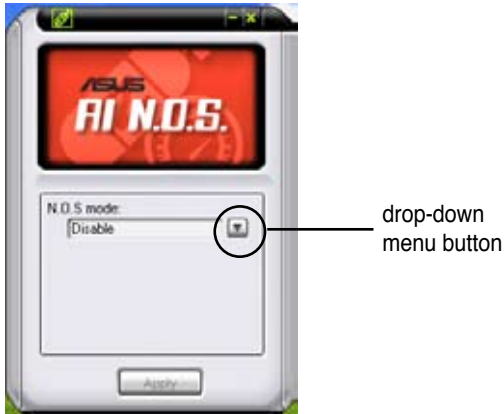 ASUS
AI N.O.S.
N.O.S mode:
Disable
drop-down
menu button
Apply